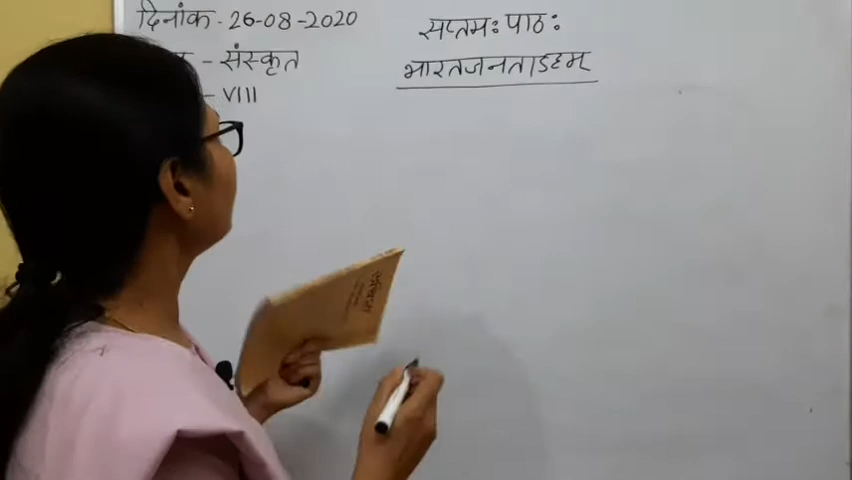 दिनांक - 26-08-2020
- संस्कृत
- VIII
सप्तमः पाठः
भारतजनताऽहम्